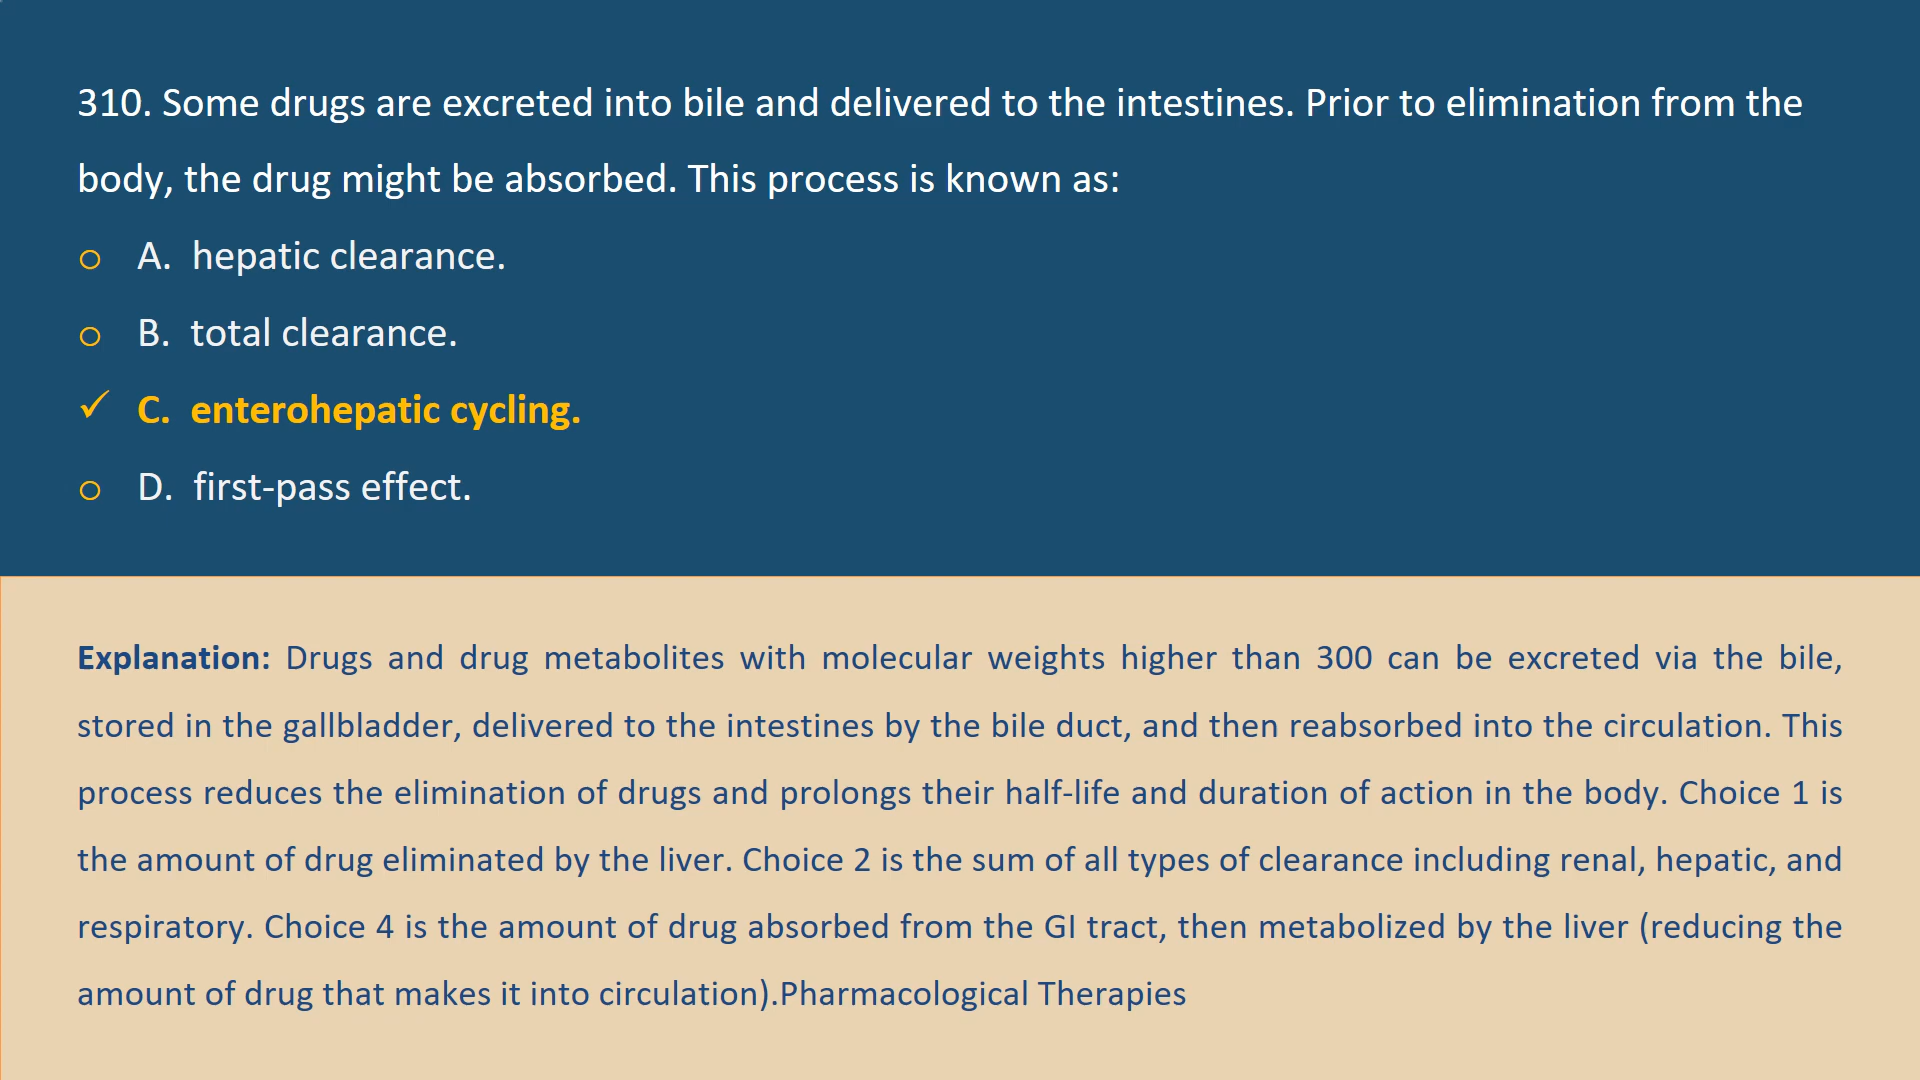 310. Some drugs are excreted into bile and delivered to the intestines. Prior to elimination from the
body, the drug might be absorbed. This process is known as:
o A. hepatic clearance.
o B. total clearance.
✓ C. enterohepatic cycling.
o D. first-pass effect.
Explanation: Drugs and drug metabolites with molecular weights higher than 300 can be excreted via the bile,
stored in the gallbladder, delivered to the intestines by the bile duct, and then reabsorbed into the circulation. This
process reduces the elimination of drugs and prolongs their half-life and duration of action in the body. Choice 1 is
the amount of drug eliminated by the liver. Choice 2 is the sum of all types of clearance including renal, hepatic, and
respiratory. Choice 4 is the amount of drug absorbed from the GI tract, then metabolized by the liver (reducing the
amount of drug that makes it into circulation).Pharmacological Therapies